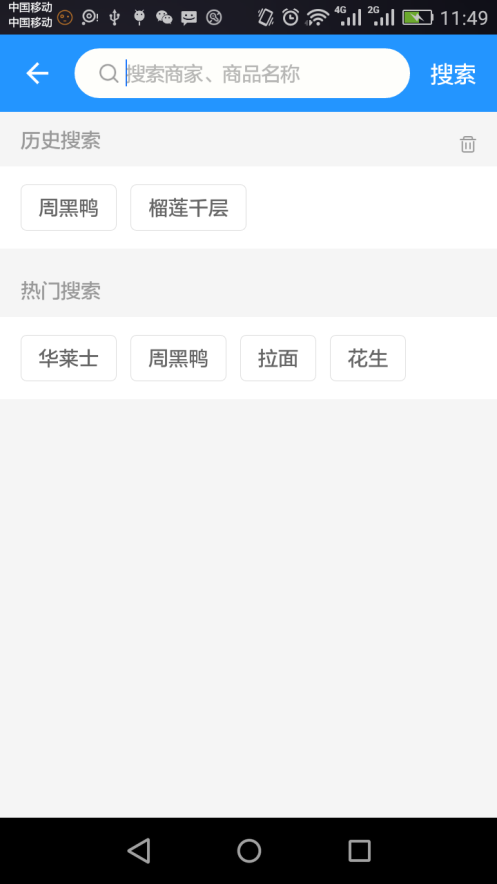 中国移动
中国移动
4G 2G 11:49
搜索商家、商品名称 搜索
历史搜索
周黑鸭 榴莲千层
热门搜索
华莱士 周黑鸭 拉面 花生